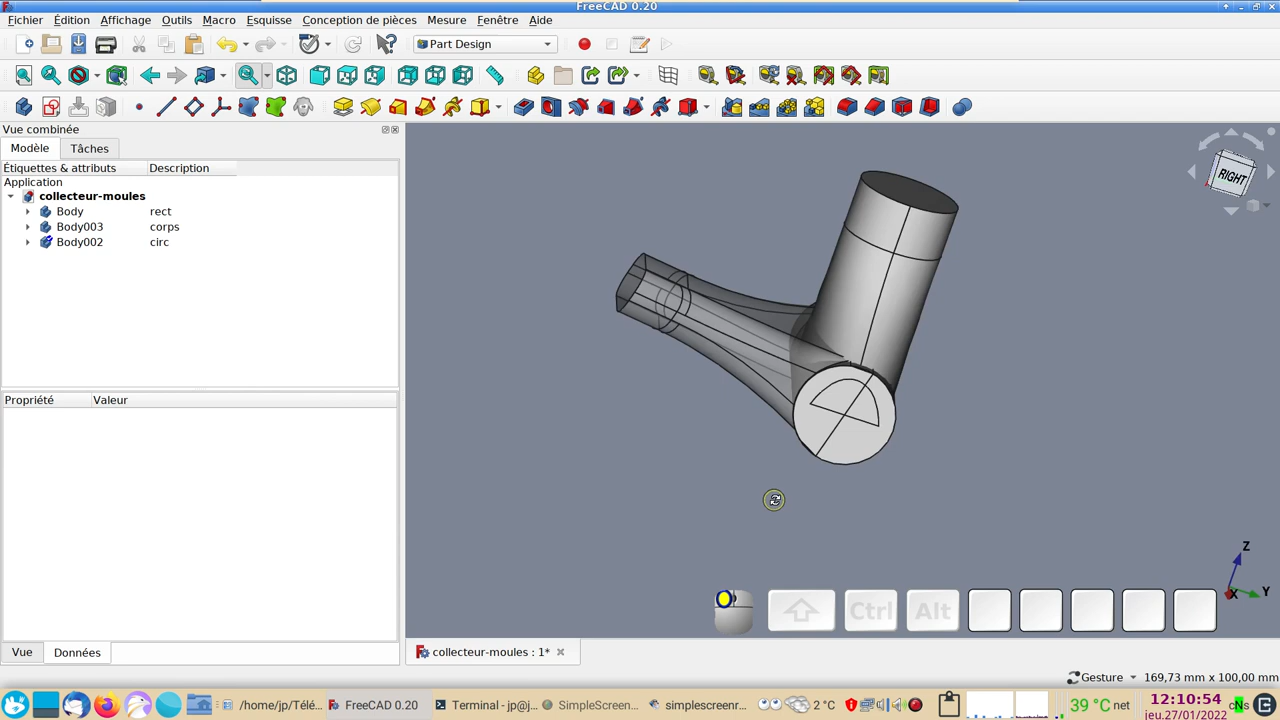 FreeCAD 0.20
Fichier Édition Affichage Outils Macro Esquisse Conception de pièces Mesure Fenêtre Aide
Part Design
Vue combinée
Modèle Tâches
Étiquettes & attributs Description
Application
collecteur-moules
Body rect
Body003 corps
Body002 circ
Propriété Valeur
RIGHT
Z
Y
X
Ctrl Alt
Vue Données
collecteur-moules : 1*
Gesture 169,73 mm x 100,00 mm
/home/jp/Télé... FreeCAD 0.20 Terminal - jp@j... SimpleScreen... simplescreenr... 2 °C 39 °C net 12:10:54
jeu.27/01/2022